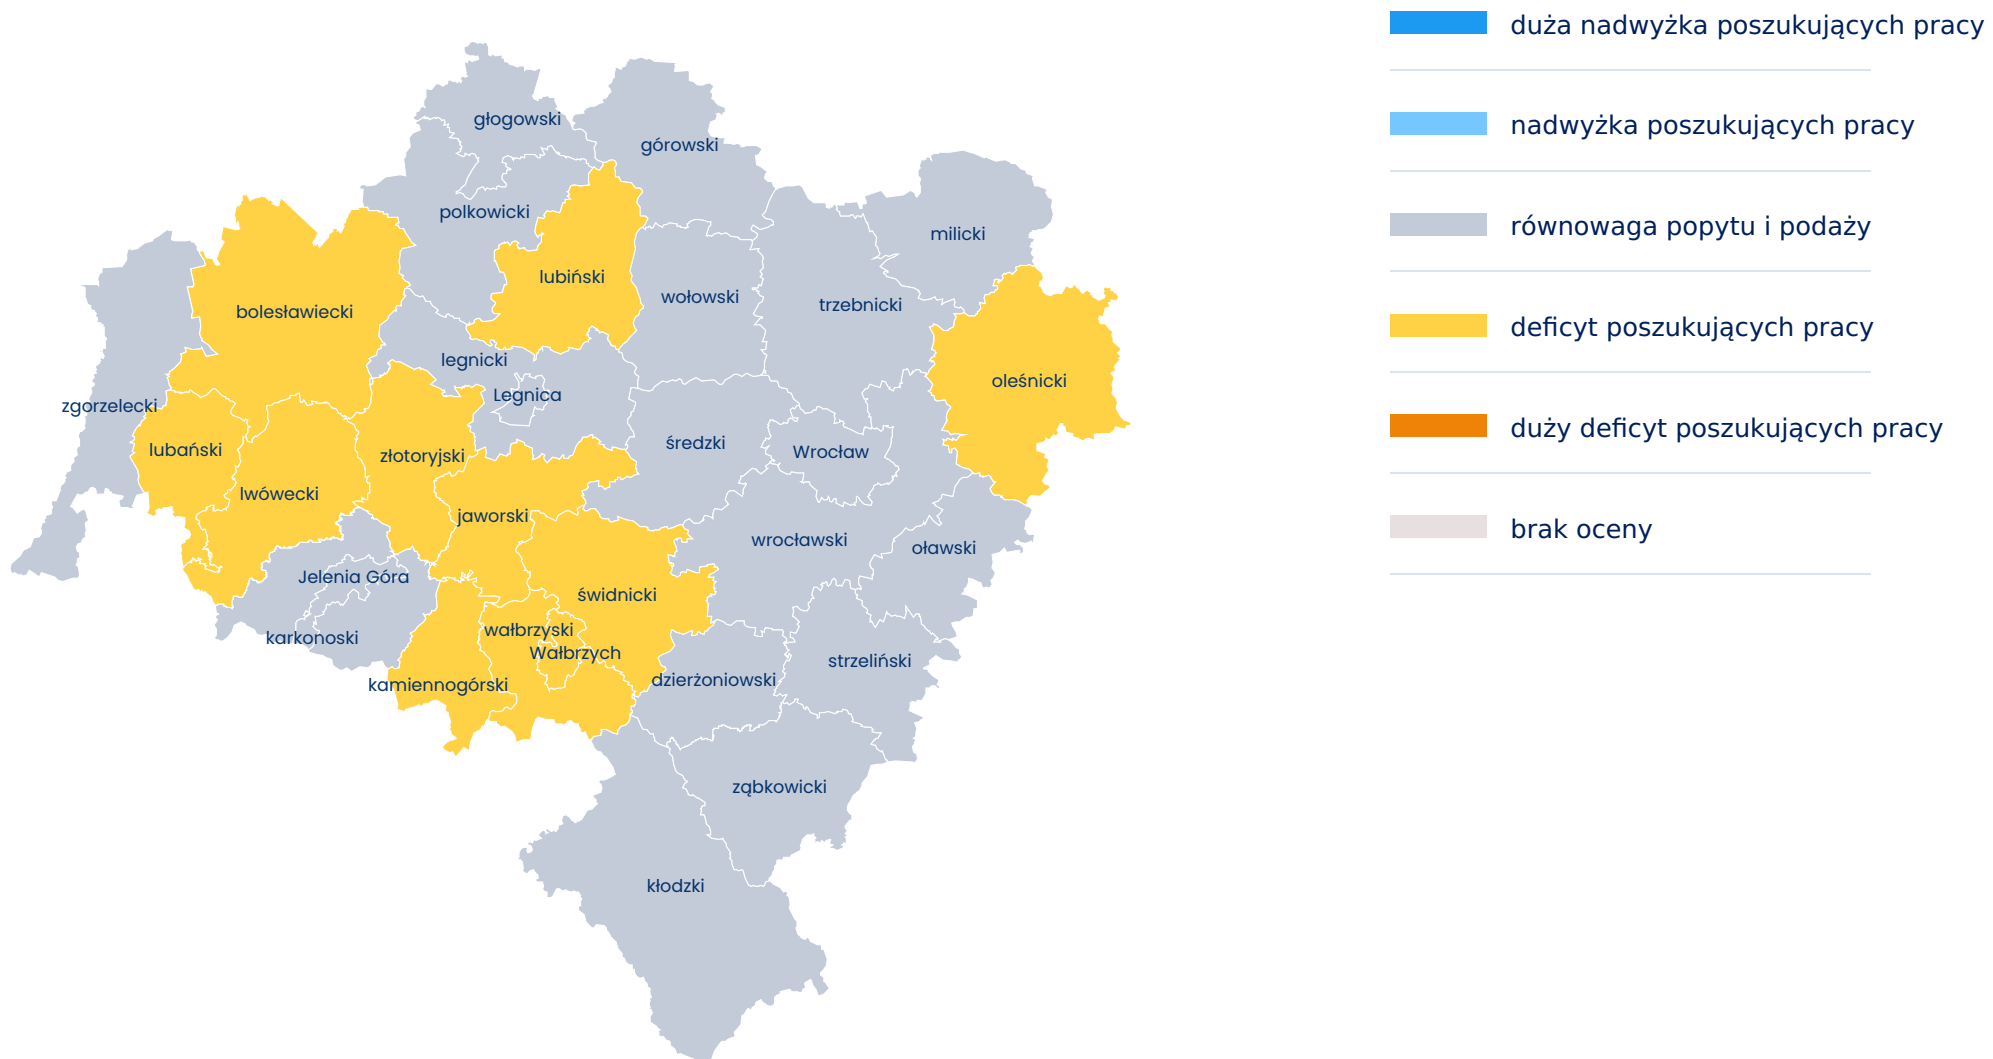 głogowski
górowski
polkowicki
milicki
lubiński
wołowski
trzebnicki
bolesławiecki
legnicki
oleśnicki
Legnica
zgorzelecki
średzki
lubański
Wrocław
złotoryjski
lwówecki
jaworski
wrocławski
oławski
Jelenia Góra
świdnicki
wałbrzyski
karkonoski
Wałbrzych
strzeliński
dzierżoniowski
kamiennogórski
ząbkowicki
kłodzki
duża nadwyżka poszukujących pracy
nadwyżka poszukujących pracy
równowaga popytu i podaży
deficyt poszukujących pracy
duży deficyt poszukujących pracy
brak oceny